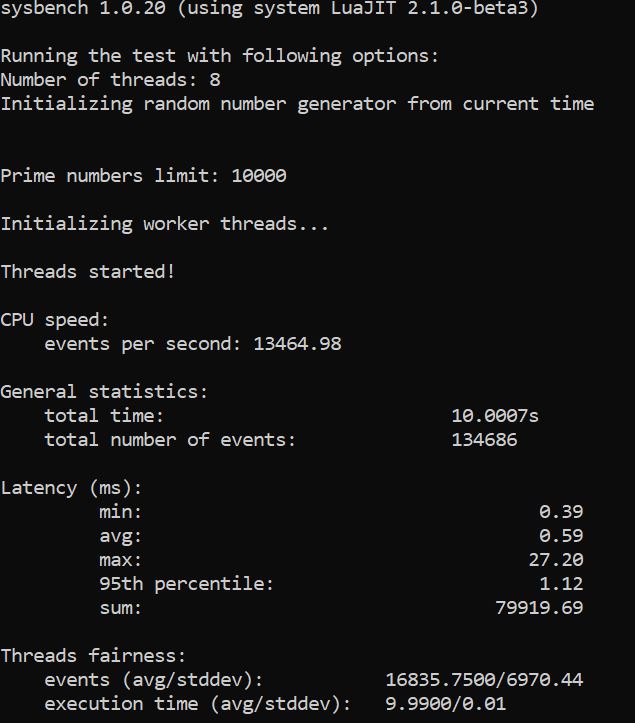 sysbench 1.0.20 (using system LuaJIT 2.1.0-beta3)
Running the test with following options:
Number of threads: 8
Initializing random number generator from current time
Prime numbers limit: 10000
Initializing worker threads...
Threads started!
CPU speed:
events per second: 13464.98
General statistics:
total time: 10.0007s
total number of events: 134686
Latency (ms):
min: 0.39
avg: 0.59
max: 27.20
95th percentile: 1.12
sum: 79919.69
Threads fairness:
events (avg/stddev): 16835.7500/6970.44
execution time (avg/stddev): 9.9900/0.01